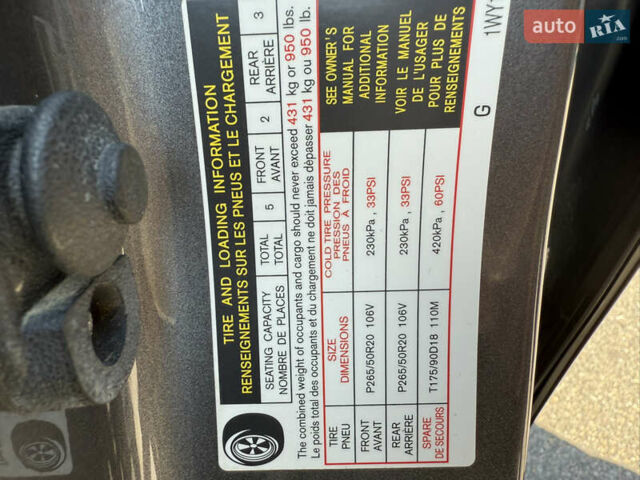 TIRE AND LOADING INFORMATION
RENSEIGNEMENTS SUR LES PNEUS ET LE CHARGEMENT
SEATING CAPACITY TOTAL 5 FRONT 2 REAR 3
NOMBRE DE PLACES TOTAL AVANT ARRIÈRE
The combined weight of occupants and cargo should never exceed 431 kg or 950 lbs.
Le poids total des occupants et du chargement ne doit jamais dépasser 431 kg ou 950 lb.
TIRE SIZE COLD TIRE PRESSURE
PNEU DIMENSIONS PRESSION DES
PNEUS A FROID
FRONT P265/50R20 106V 230kPa, 33PSI
AVANT
REAR P265/50R20 106V 230kPa, 33PSI
ARRIÈRE
SPARE T175/90D18 110M 420kPa, 60PSI
DE SECOURS
SEE OWNER'S
MANUAL FOR
ADDITIONAL
INFORMATION
VOIR LE MANUEL
DE L'USAGER
POUR PLUS DE
RENSEIGNEMENTS
G 1WY
auto RIA .com